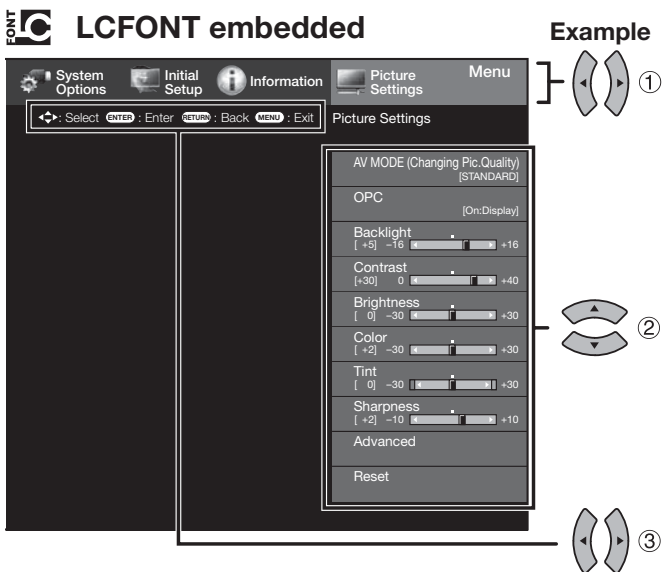 FONT LC LCFONT embedded
Example
System Options
Initial Setup
Information
Picture Settings
Menu
①
: Select ENTER : Enter RETURN : Back MENU : Exit
Picture Settings
AV MODE (Changing Pic.Quality)
[STANDARD]
OPC
[On:Display]
Backlight
[ +5] −16 +16
Contrast
[+30] 0 +40
Brightness
[ 0] −30 +30
Color
[ +2] −30 +30
Tint
[ 0] −30 +30
Sharpness
[ +2] −10 +10
Advanced
Reset
②
③